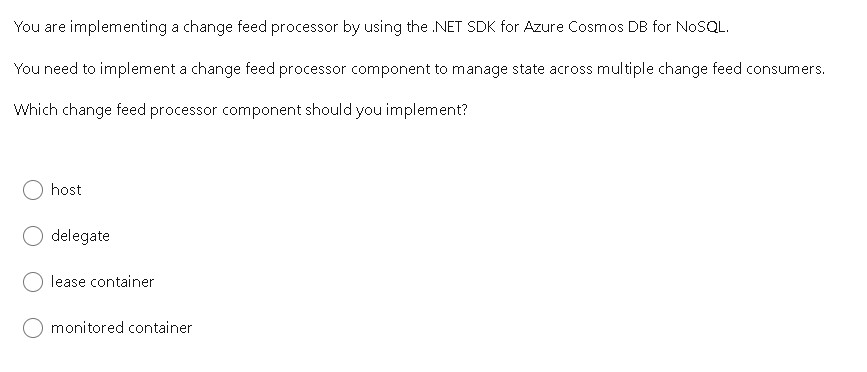 You are implementing a change feed processor by using the .NET SDK for Azure Cosmos DB for NoSQL.
You need to implement a change feed processor component to manage state across multiple change feed consumers.
Which change feed processor component should you implement?
host
delegate
lease container
monitored container